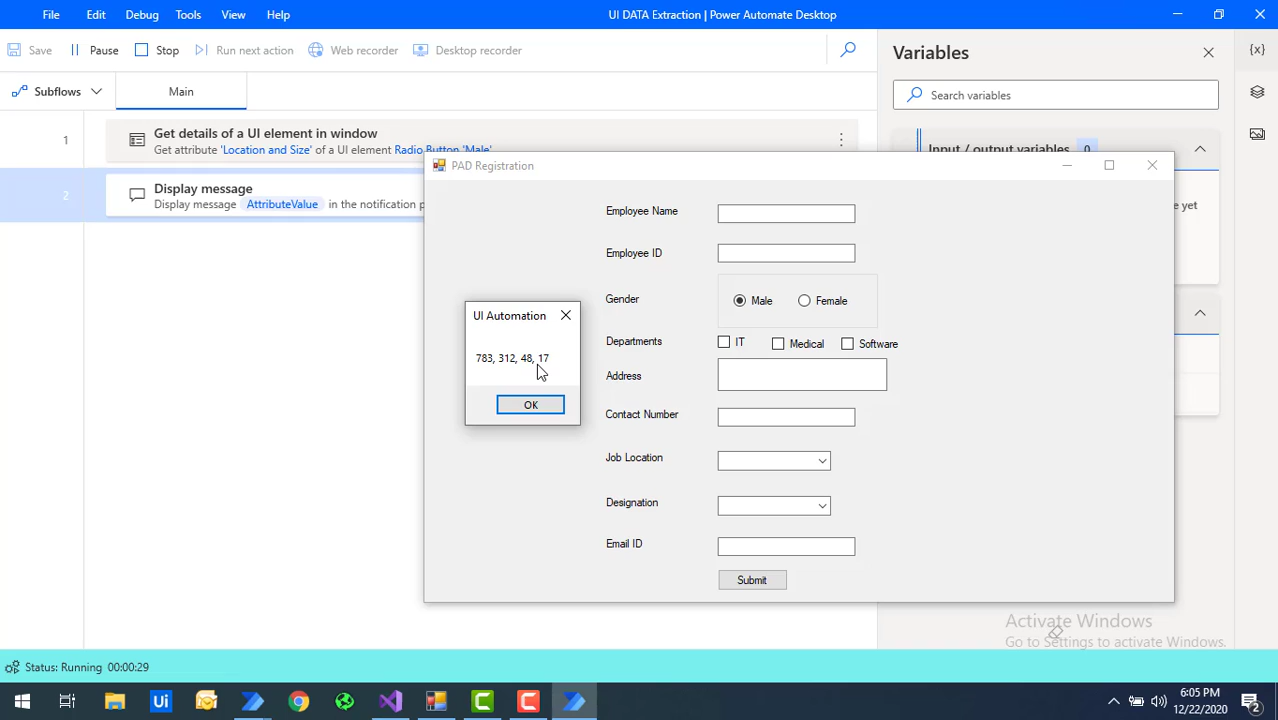 File Edit Debug Tools View Help UI DATA Extraction | Power Automate Desktop
Save Pause Stop Run next action Web recorder Desktop recorder
Variables
{x}
Subflows Main
Search variables
1 Get details of a UI element in window
Get attribute 'Location and Size' of a UI element Radio Button 'Male'
Input / output variables 0
PAD Registration
2 Display message
Display message AttributeValue in the notification p
yet
Employee Name
Employee ID
Gender Male Female
UI Automation
783, 312, 48, 17
OK
Departments IT Medical Software
Address
Contact Number
Job Location
Designation
Email ID
Submit
Activate Windows
Go to Settings to activate Windows.
Status: Running 00:00:29
Ui
6:05 PM
12/22/2020
2